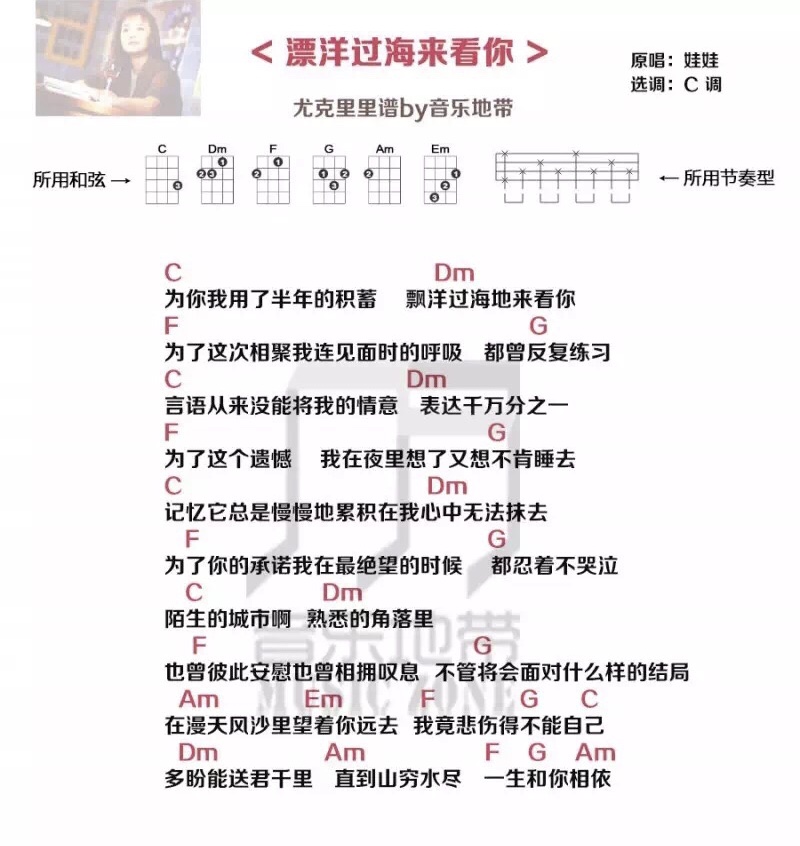 < 漂洋过海来看你 >
原唱：娃娃
选调：C 调
尤克里里谱by音乐地带
C Dm F G Am Em
所用和弦→
←所用节奏型
C Dm
为你我用了半年的积蓄 飘洋过海地来看你
F G
为了这次相聚我连见面时的呼吸 都曾反复练习
C Dm
言语从来没能将我的情意 表达千万分之一
F G
为了这个遗憾 我在夜里想了又想不肯睡去
C Dm
记忆它总是慢慢地累积在我心中无法抹去
F G
为了你的承诺我在最绝望的时候 都忍着不哭泣
C Dm
陌生的城市啊 熟悉的角落里
F G
也曾彼此安慰也曾相拥叹息 不管将会面对什么样的结局
Am Em F G C
在漫天风沙里望着你远去 我竟悲伤得不能自己
Dm Am F G Am
多盼能送君千里 直到山穷水尽 一生和你相依
音乐地带
MUSIC ZONE